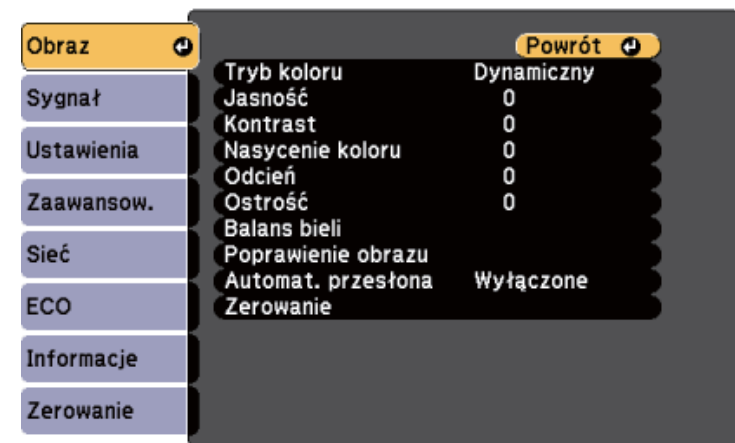 Obraz
Sygnał
Ustawienia
Zaawansow.
Sieć
ECO
Informacje
Zerowanie
Powrót
Tryb koloru Dynamiczny
Jasność 0
Kontrast 0
Nasycenie koloru 0
Odcień 0
Ostrość 0
Balans bieli
Poprawienie obrazu
Automat. przesłona Wyłączone
Zerowanie